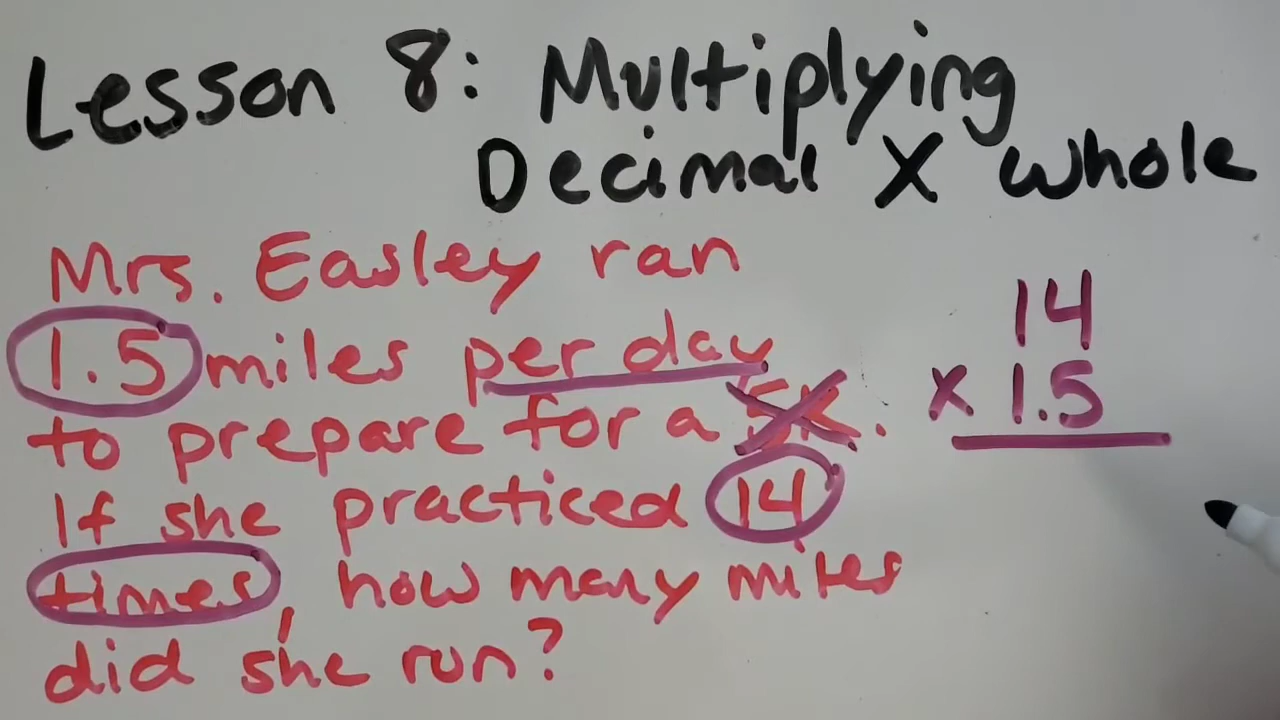 Lesson 8: Multiplying
Decimal X whole
Mrs. Easley ran
1.5 miles per day
to prepare for a 5K.
If she practiced 14
times, how many miles
did she run?
14
x 1.5